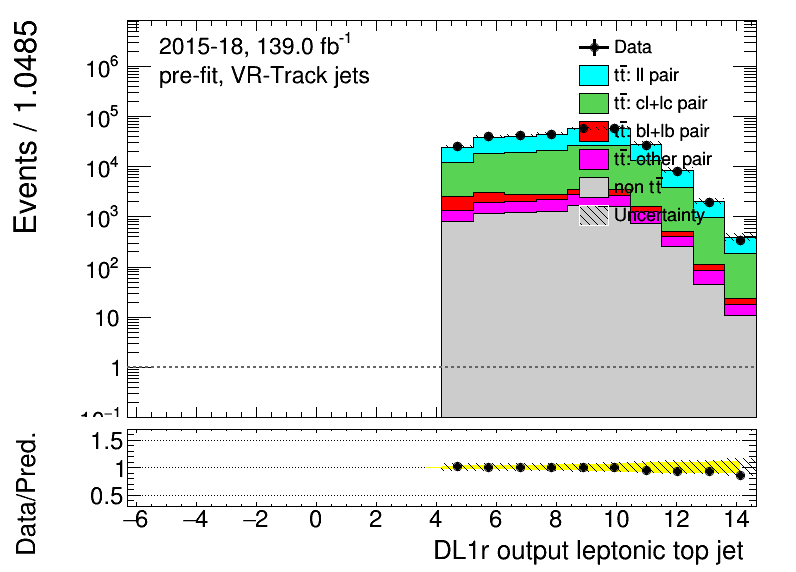 2015-18, 139.0 fb⁻¹
pre-fit, VR-Track jets
Data
tt̄: ll pair
tt̄: cl+lc pair
tt̄: bl+lb pair
tt̄: other pair
non tt̄
Uncertainty
Events / 1.0485
10⁶
10⁵
10⁴
10³
10²
10
1
10⁻¹
Data/Pred.
1.5
1
0.5
−6 −4 −2 0 2 4 6 8 10 12 14
DL1r output leptonic top jet